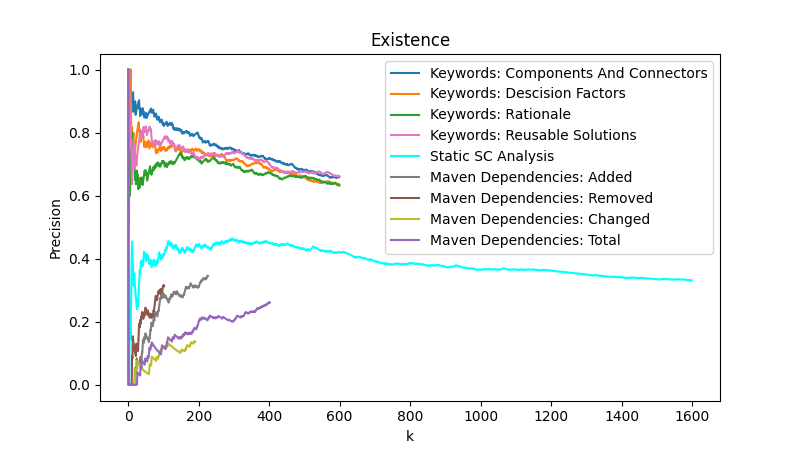 Existence
Precision
1.0
0.8
0.6
0.4
0.2
0.0
Keywords: Components And Connectors
Keywords: Descision Factors
Keywords: Rationale
Keywords: Reusable Solutions
Static SC Analysis
Maven Dependencies: Added
Maven Dependencies: Removed
Maven Dependencies: Changed
Maven Dependencies: Total
0 200 400 600 800 1000 1200 1400 1600
k